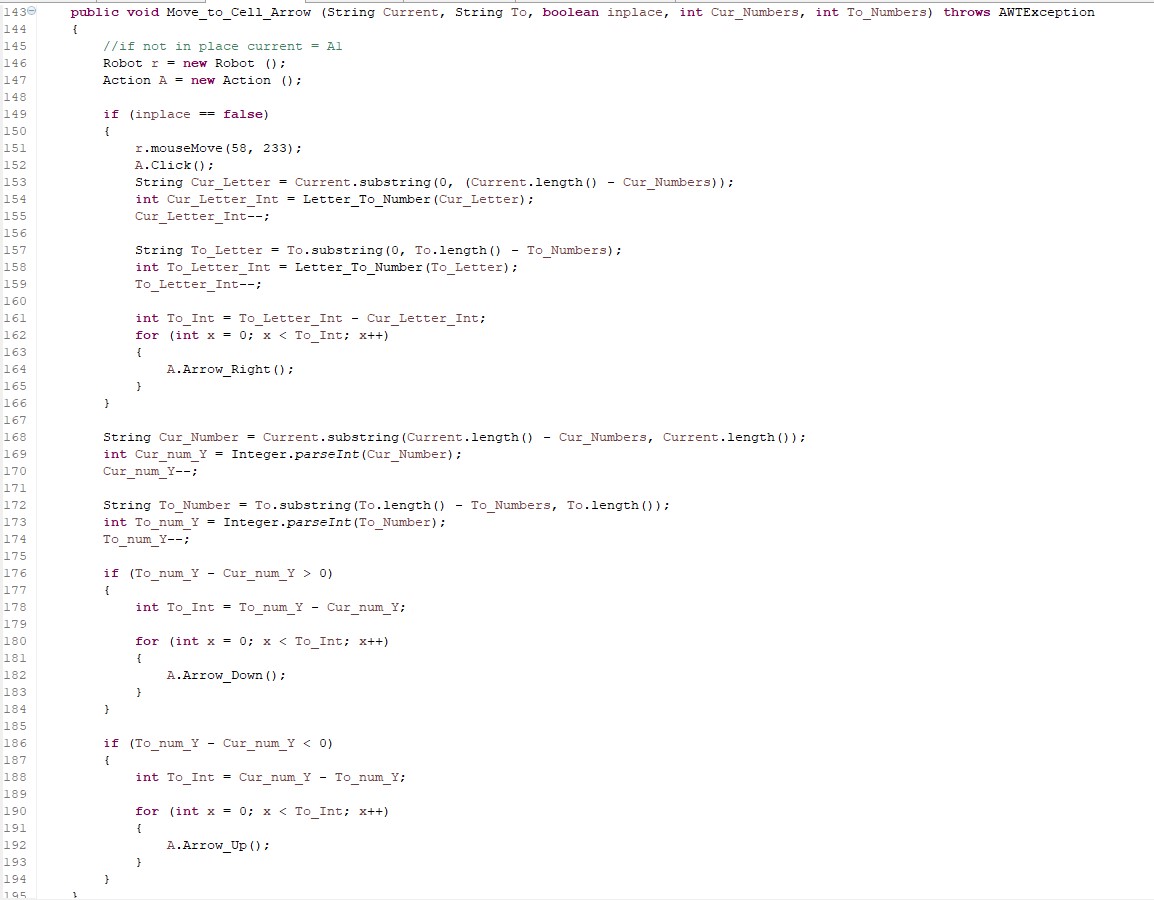 143 public void Move_to_Cell_Arrow (String Current, String To, boolean inplace, int Cur_Numbers, int To_Numbers) throws AWTException
144 {
145 //if not in place current = A1
146 Robot r = new Robot ();
147 Action A = new Action ();
148
149 if (inplace == false)
150 {
151 r.mouseMove(58, 233);
152 A.Click();
153 String Cur_Letter = Current.substring(0, (Current.length() - Cur_Numbers));
154 int Cur_Letter_Int = Letter_To_Number(Cur_Letter);
155 Cur_Letter_Int--;
156
157 String To_Letter = To.substring(0, To.length() - To_Numbers);
158 int To_Letter_Int = Letter_To_Number(To_Letter);
159 To_Letter_Int--;
160
161 int To_Int = To_Letter_Int - Cur_Letter_Int;
162 for (int x = 0; x < To_Int; x++)
163 {
164 A.Arrow_Right();
165 }
166 }
167
168 String Cur_Number = Current.substring(Current.length() - Cur_Numbers, Current.length());
169 int Cur_num_Y = Integer.parseInt(Cur_Number);
170 Cur_num_Y--;
171
172 String To_Number = To.substring(To.length() - To_Numbers, To.length());
173 int To_num_Y = Integer.parseInt(To_Number);
174 To_num_Y--;
175
176 if (To_num_Y - Cur_num_Y > 0)
177 {
178 int To_Int = To_num_Y - Cur_num_Y;
179
180 for (int x = 0; x < To_Int; x++)
181 {
182 A.Arrow_Down();
183 }
184 }
185
186 if (To_num_Y - Cur_num_Y < 0)
187 {
188 int To_Int = Cur_num_Y - To_num_Y;
189
190 for (int x = 0; x < To_Int; x++)
191 {
192 A.Arrow_Up();
193 }
194 }
195 }